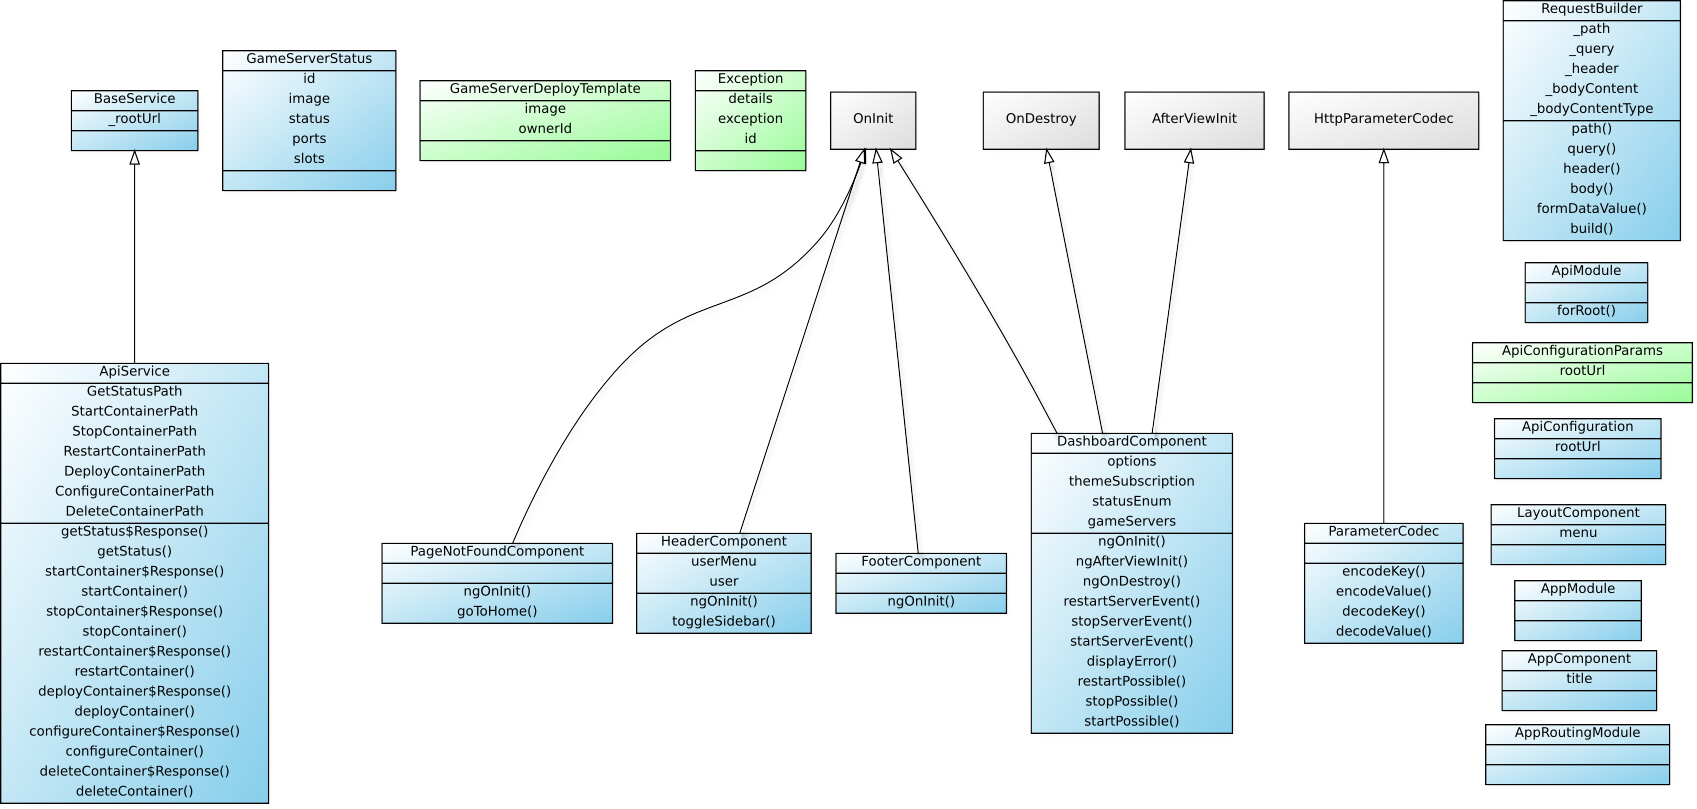 BaseService
_rootUrl
GameServerStatus
id
image
status
ports
slots
GameServerDeployTemplate
image
ownerId
Exception
details
exception
id
OnInit
OnDestroy
AfterViewInit
HttpParameterCodec
RequestBuilder
_path
_query
_header
_bodyContent
_bodyContentType
path()
query()
header()
body()
formDataValue()
build()
ApiModule
forRoot()
ApiConfigurationParams
rootUrl
ApiConfiguration
rootUrl
LayoutComponent
menu
AppModule
AppComponent
title
AppRoutingModule
ApiService
GetStatusPath
StartContainerPath
StopContainerPath
RestartContainerPath
DeployContainerPath
ConfigureContainerPath
DeleteContainerPath
getStatus$Response()
getStatus()
startContainer$Response()
startContainer()
stopContainer$Response()
stopContainer()
restartContainer$Response()
restartContainer()
deployContainer$Response()
deployContainer()
configureContainer$Response()
configureContainer()
deleteContainer$Response()
deleteContainer()
PageNotFoundComponent
ngOnInit()
goToHome()
HeaderComponent
userMenu
user
ngOnInit()
toggleSidebar()
FooterComponent
ngOnInit()
DashboardComponent
options
themeSubscription
statusEnum
gameServers
ngOnInit()
ngAfterViewInit()
ngOnDestroy()
restartServerEvent()
stopServerEvent()
startServerEvent()
displayError()
restartPossible()
stopPossible()
startPossible()
ParameterCodec
encodeKey()
encodeValue()
decodeKey()
decodeValue()